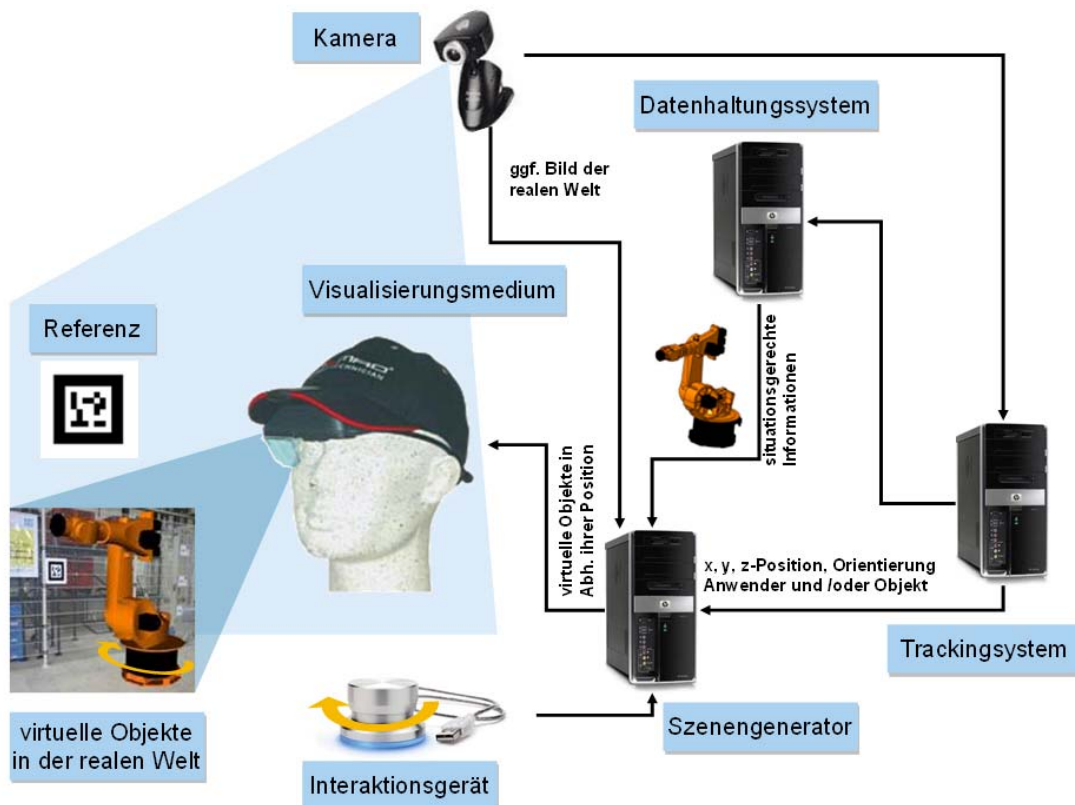 Kamera
Datenhaltungssystem
ggf. Bild der
realen Welt
Visualisierungsmedium
Referenz
situationsgerechte
Informationen
virtuelle Objekte in
Abh. ihrer Position
x, y, z-Position, Orientierung
Anwender und /oder Objekt
Trackingsystem
Szenengenerator
virtuelle Objekte
in der realen Welt
Interaktionsgerät